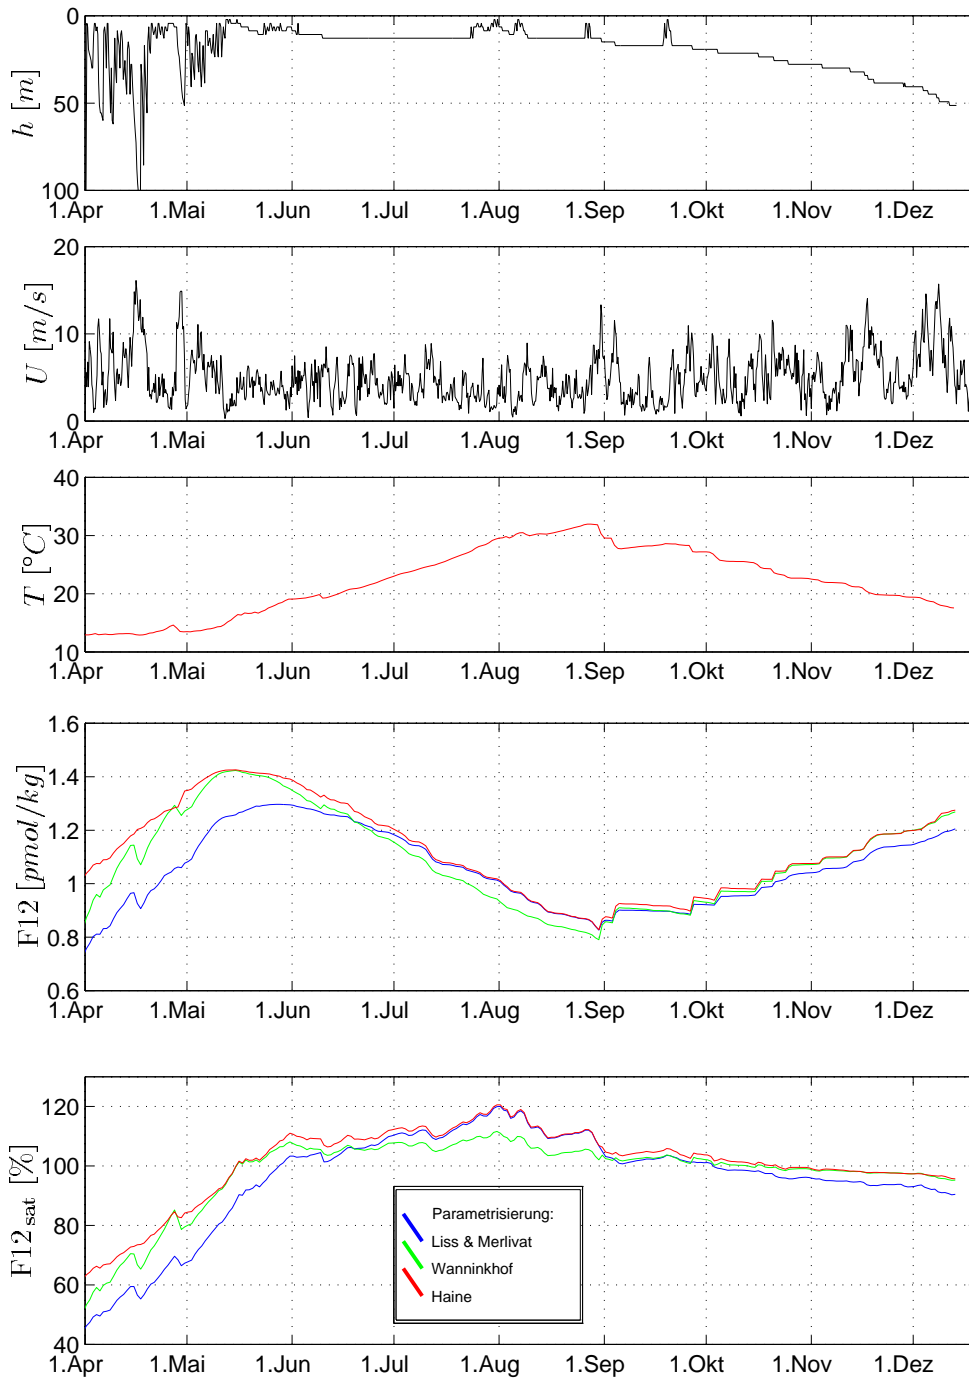 0
50
100
h [m]
1.Apr 1.Mai 1.Jun 1.Jul 1.Aug 1.Sep 1.Okt 1.Nov 1.Dez
20
10
0
U [m/s]
1.Apr 1.Mai 1.Jun 1.Jul 1.Aug 1.Sep 1.Okt 1.Nov 1.Dez
40
30
20
10
T [°C]
1.Apr 1.Mai 1.Jun 1.Jul 1.Aug 1.Sep 1.Okt 1.Nov 1.Dez
1.6
1.4
1.2
1
0.8
0.6
F12 [pmol/kg]
1.Apr 1.Mai 1.Jun 1.Jul 1.Aug 1.Sep 1.Okt 1.Nov 1.Dez
120
100
80
60
40
F12sat [%]
Parametrisierung:
Liss & Merlivat
Wanninkhof
Haine
1.Apr 1.Mai 1.Jun 1.Jul 1.Aug 1.Sep 1.Okt 1.Nov 1.Dez